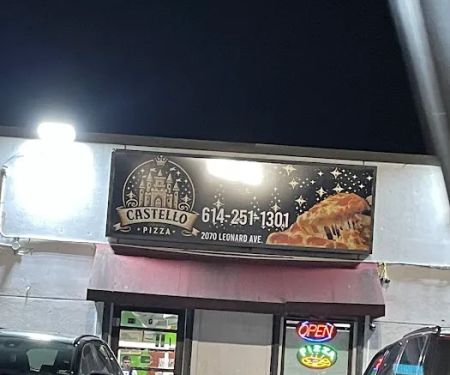 CASTELLO
• PIZZA •
614-251-1301
2070 LEONARD AVE.
OPEN
PIZZA